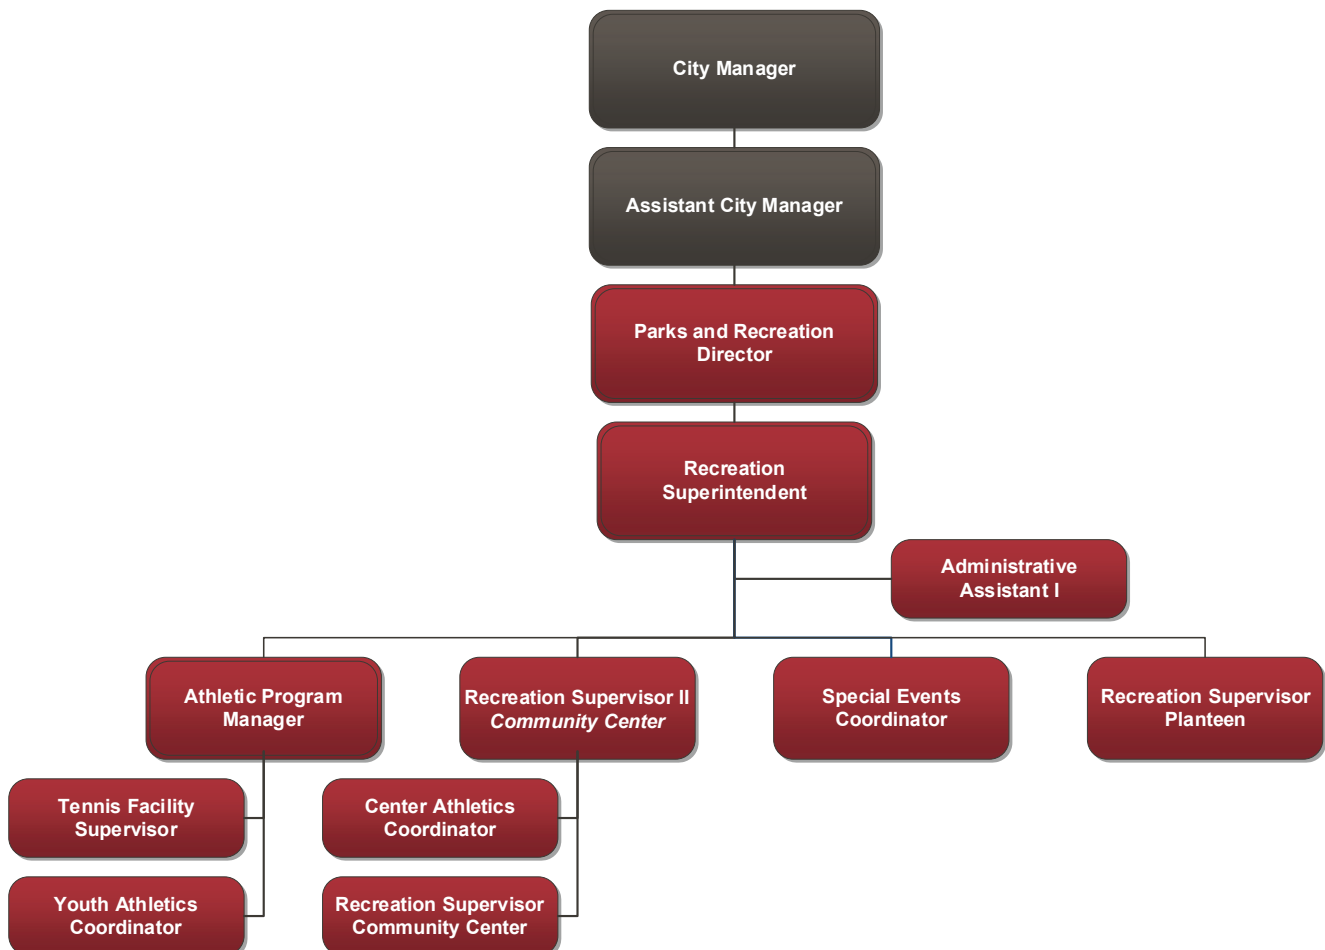 City Manager
Assistant City Manager
Parks and Recreation
Director
Recreation
Superintendent
Administrative
Assistant I
Athletic Program
Manager
Recreation Supervisor II
Community Center
Special Events
Coordinator
Recreation Supervisor
Planteen
Tennis Facility
Supervisor
Center Athletics
Coordinator
Youth Athletics
Coordinator
Recreation Supervisor
Community Center